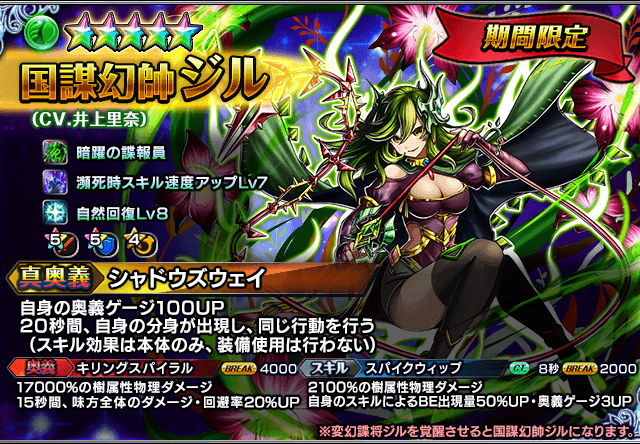 期間限定
国謀幻帥ジル
(CV.井上里奈)
暗躍の諜報員
瀕死時スキル速度アップLv7
自然回復Lv8
5 5 4
真奥義 シャドウズウェイ
自身の奥義ゲージ100UP
20秒間、自身の分身が出現し、同じ行動を行う
(スキル効果は本体のみ、装備使用は行わない)
奥義 キリングスパイラル BREAK 4000
17000%の樹属性物理ダメージ
15秒間、味方全体のダメージ・回避率20%UP
スキル スパイクウィップ CT 8秒 BREAK 2000
2100%の樹属性物理ダメージ
自身のスキルによるBE出現量50%UP・奥義ゲージ3UP
※変幻諜将ジルを覚醒させると国謀幻帥ジルになります。